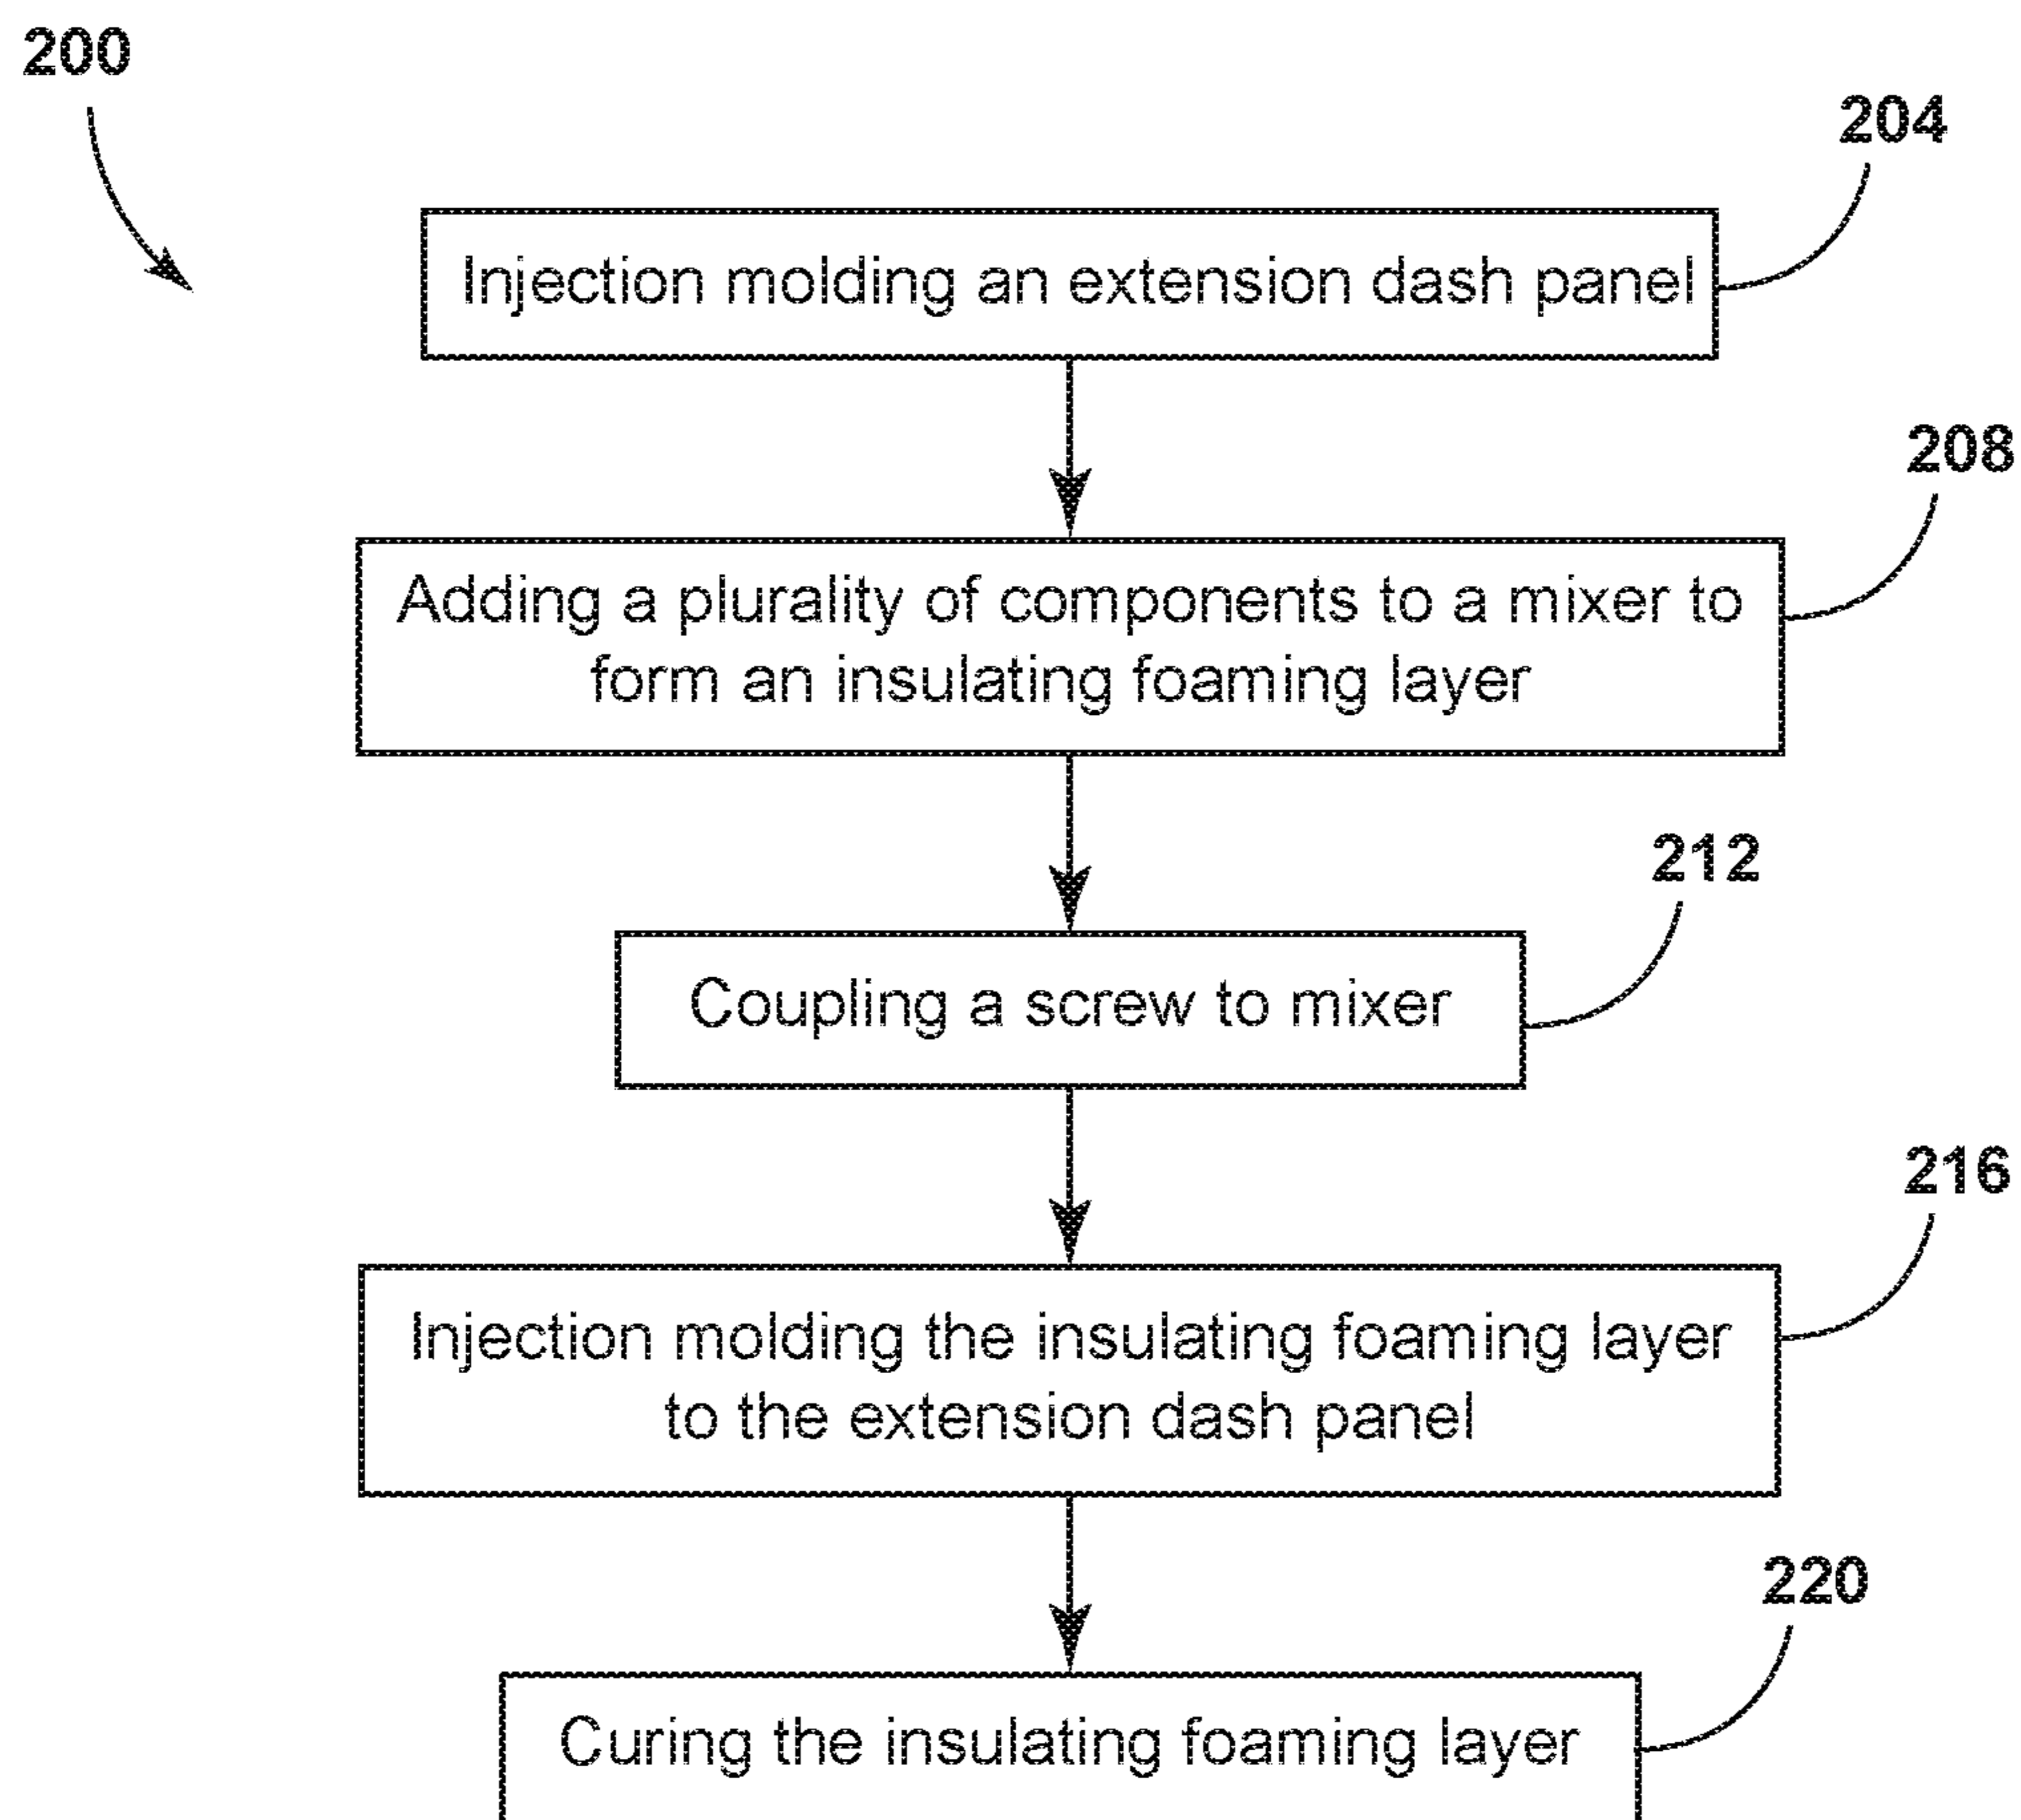 200
204
Injection molding an extension dash panel
208
Adding a plurality of components to a mixer to
form an insulating foaming layer
212
Coupling a screw to mixer
216
Injection molding the insulating foaming layer
to the extension dash panel
220
Curing the insulating foaming layer